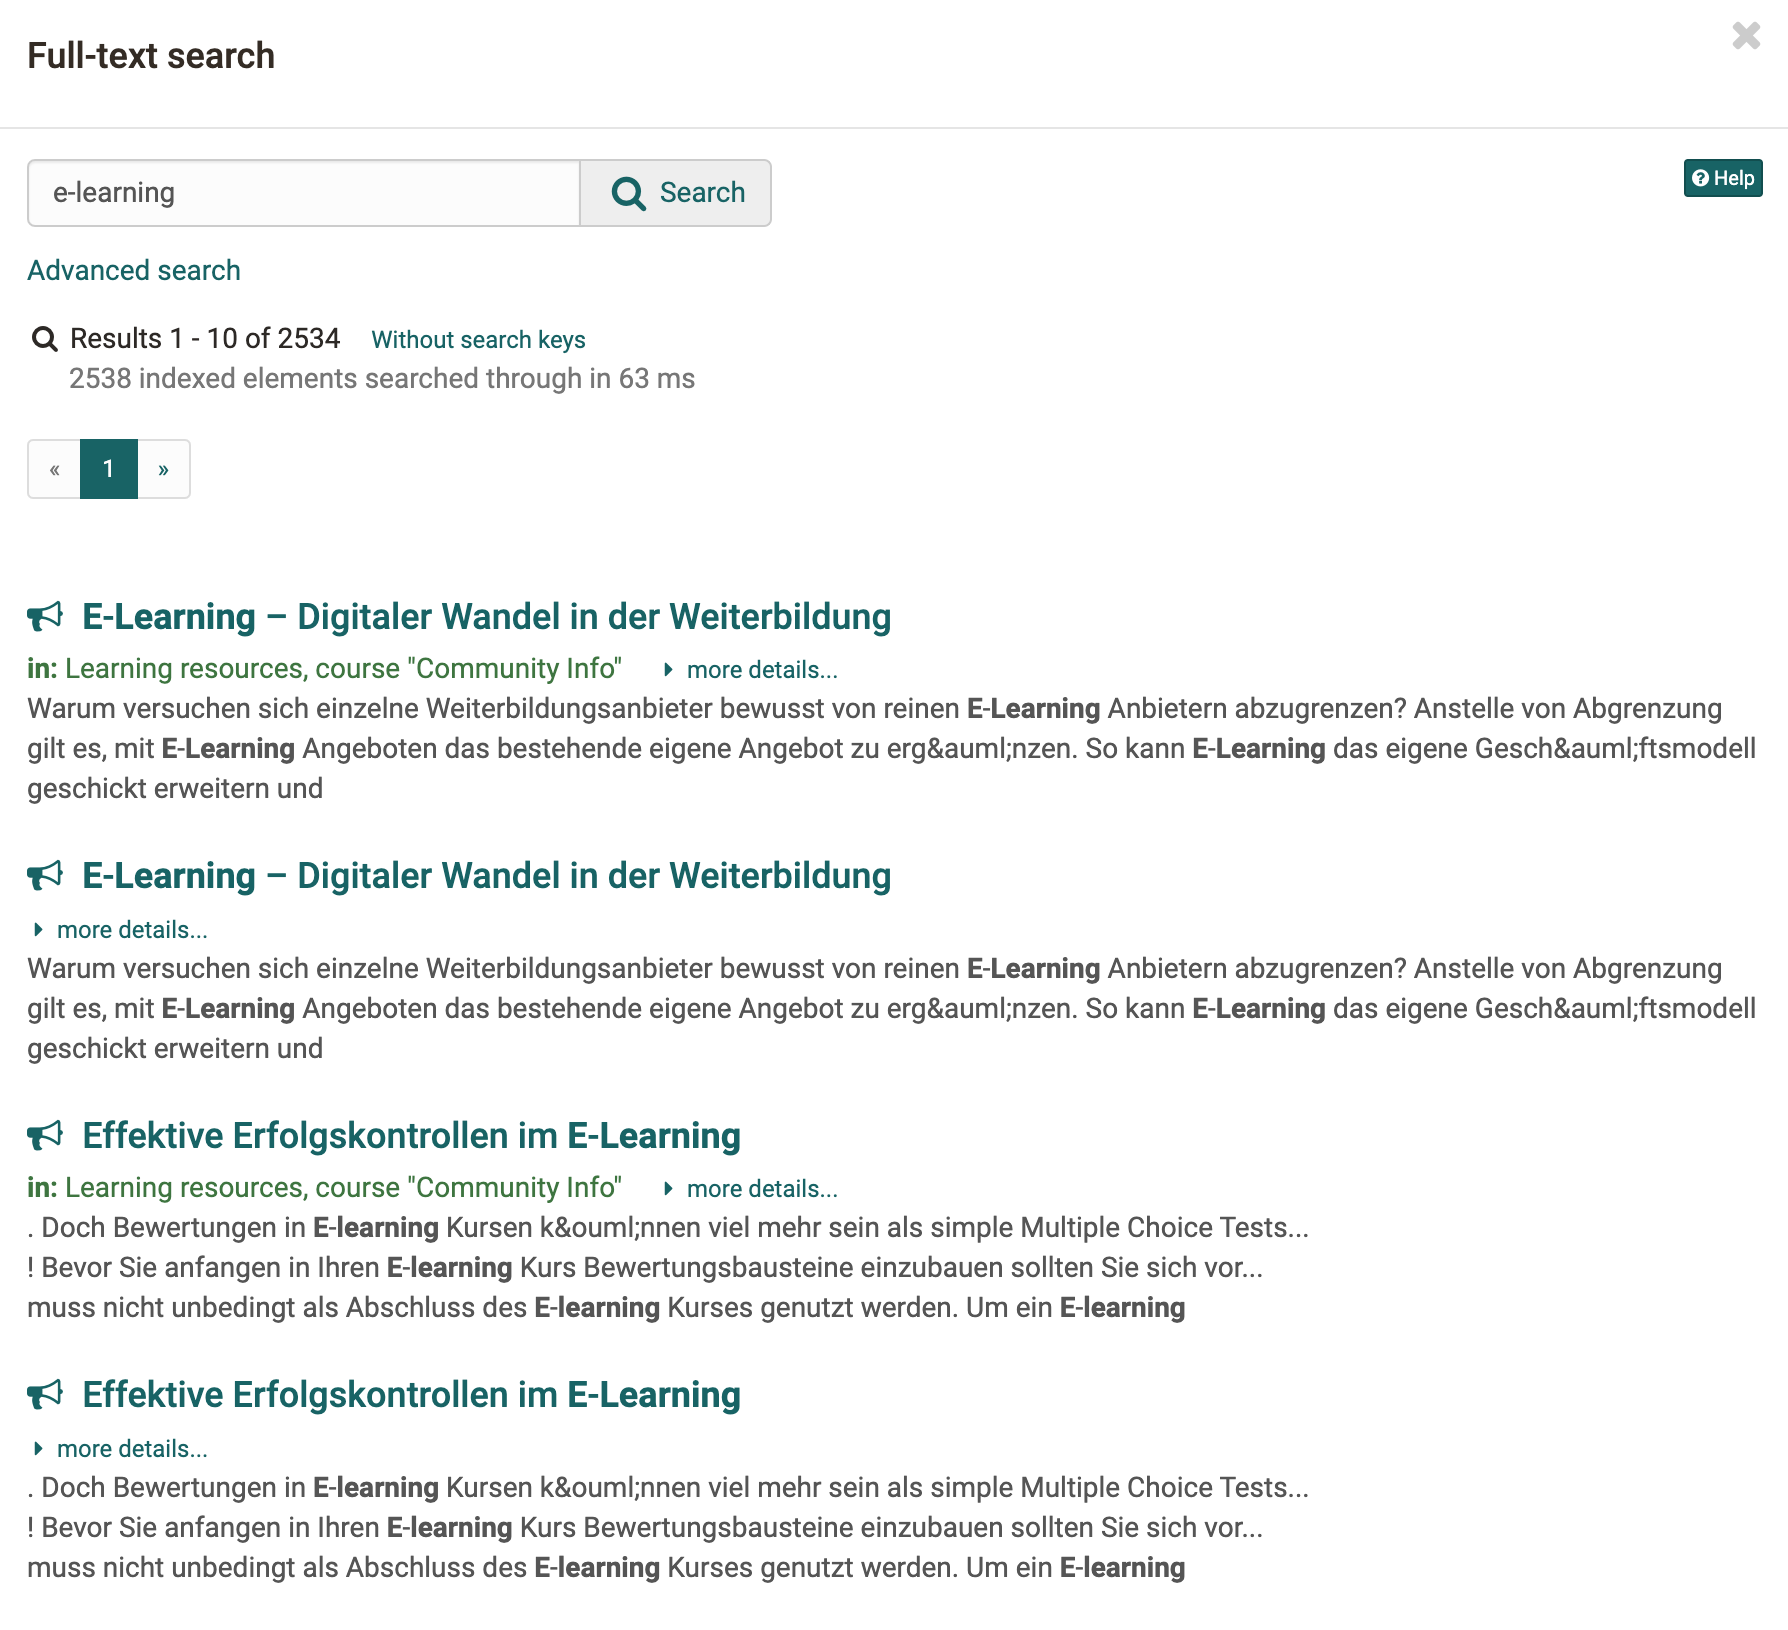 Full-text search
e-learning
Search
Help
Advanced search
Results 1 - 10 of 2534 Without search keys
2538 indexed elements searched through in 63 ms
« 1 »
E-Learning – Digitaler Wandel in der Weiterbildung
in: Learning resources, course "Community Info" more details...
Warum versuchen sich einzelne Weiterbildungsanbieter bewusst von reinen E-Learning Anbietern abzugrenzen? Anstelle von Abgrenzung
gilt es, mit E-Learning Angeboten das bestehende eigene Angebot zu erg&auml;nzen. So kann E-Learning das eigene Gesch&auml;ftsmodell
geschickt erweitern und
E-Learning – Digitaler Wandel in der Weiterbildung
more details...
Warum versuchen sich einzelne Weiterbildungsanbieter bewusst von reinen E-Learning Anbietern abzugrenzen? Anstelle von Abgrenzung
gilt es, mit E-Learning Angeboten das bestehende eigene Angebot zu erg&auml;nzen. So kann E-Learning das eigene Gesch&auml;ftsmodell
geschickt erweitern und
Effektive Erfolgskontrollen im E-Learning
in: Learning resources, course "Community Info" more details...
. Doch Bewertungen in E-learning Kursen k&ouml;nnen viel mehr sein als simple Multiple Choice Tests...
! Bevor Sie anfangen in Ihren E-learning Kurs Bewertungsbausteine einzubauen sollten Sie sich vor...
muss nicht unbedingt als Abschluss des E-learning Kurses genutzt werden. Um ein E-learning
Effektive Erfolgskontrollen im E-Learning
more details...
. Doch Bewertungen in E-learning Kursen k&ouml;nnen viel mehr sein als simple Multiple Choice Tests...
! Bevor Sie anfangen in Ihren E-learning Kurs Bewertungsbausteine einzubauen sollten Sie sich vor...
muss nicht unbedingt als Abschluss des E-learning Kurses genutzt werden. Um ein E-learning